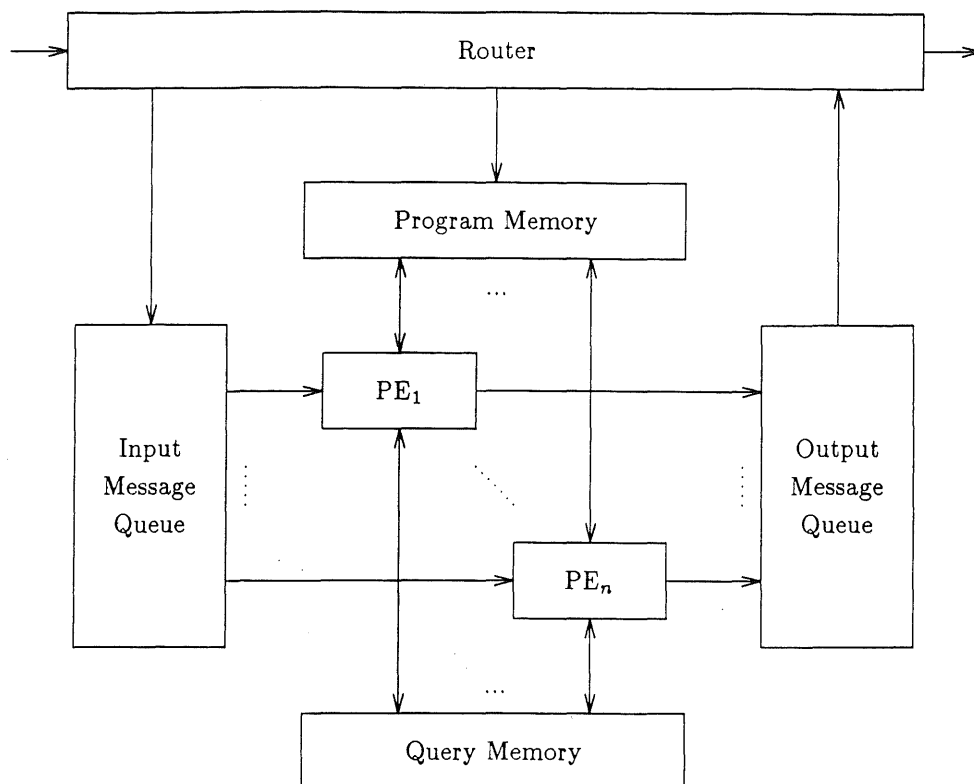 Router
Program Memory
...
PE₁
Input
Message
Queue
Output
Message
Queue
PEₙ
...
Query Memory